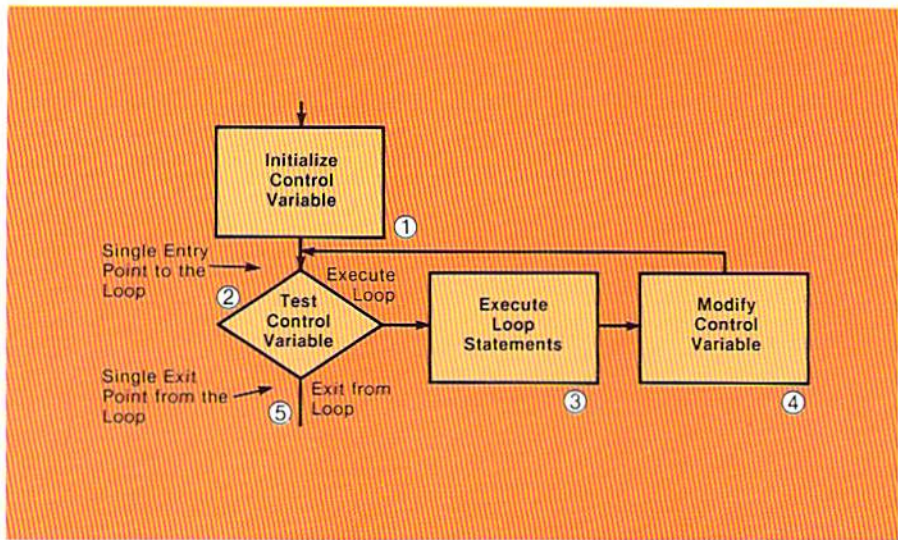 Initialize
Control
Variable
①
Single Entry
Point to the
Loop
②
Execute
Loop
Test
Control
Variable
Execute
Loop
Statements
③
Modify
Control
Variable
④
Single Exit
Point from the
Loop
⑤
Exit from
Loop